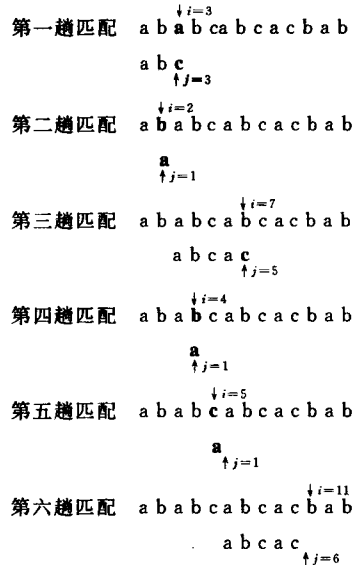 ↓i=3
第一趟匹配 a b a b c a b c a c b a b
a b c
↑j=3
↓i=2
第二趟匹配 a b a b c a b c a c b a b
a
↑j=1
↓i=7
第三趟匹配 a b a b c a b c a c b a b
a b c a c
↑j=5
↓i=4
第四趟匹配 a b a b c a b c a c b a b
a
↑j=1
↓i=5
第五趟匹配 a b a b c a b c a c b a b
a
↑j=1
↓i=11
第六趟匹配 a b a b c a b c a c b a b
a b c a c
↑j=6